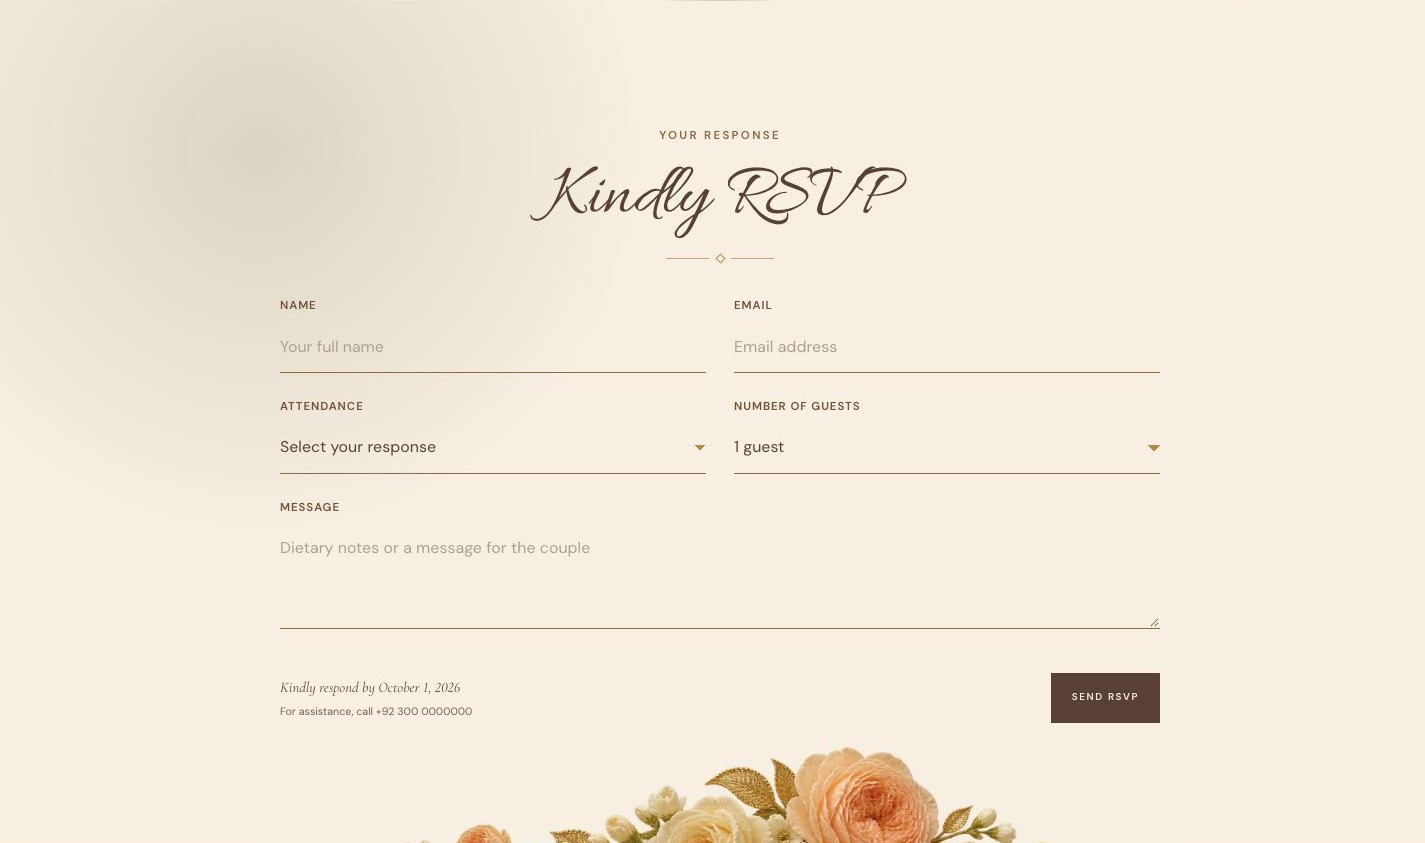 YOUR RESPONSE
Kindly RSVP
NAME
EMAIL
Your full name
Email address
ATTENDANCE
NUMBER OF GUESTS
Select your response
1 guest
MESSAGE
Dietary notes or a message for the couple
Kindly respond by October 1, 2026
For assistance, call +92 300 0000000
SEND RSVP